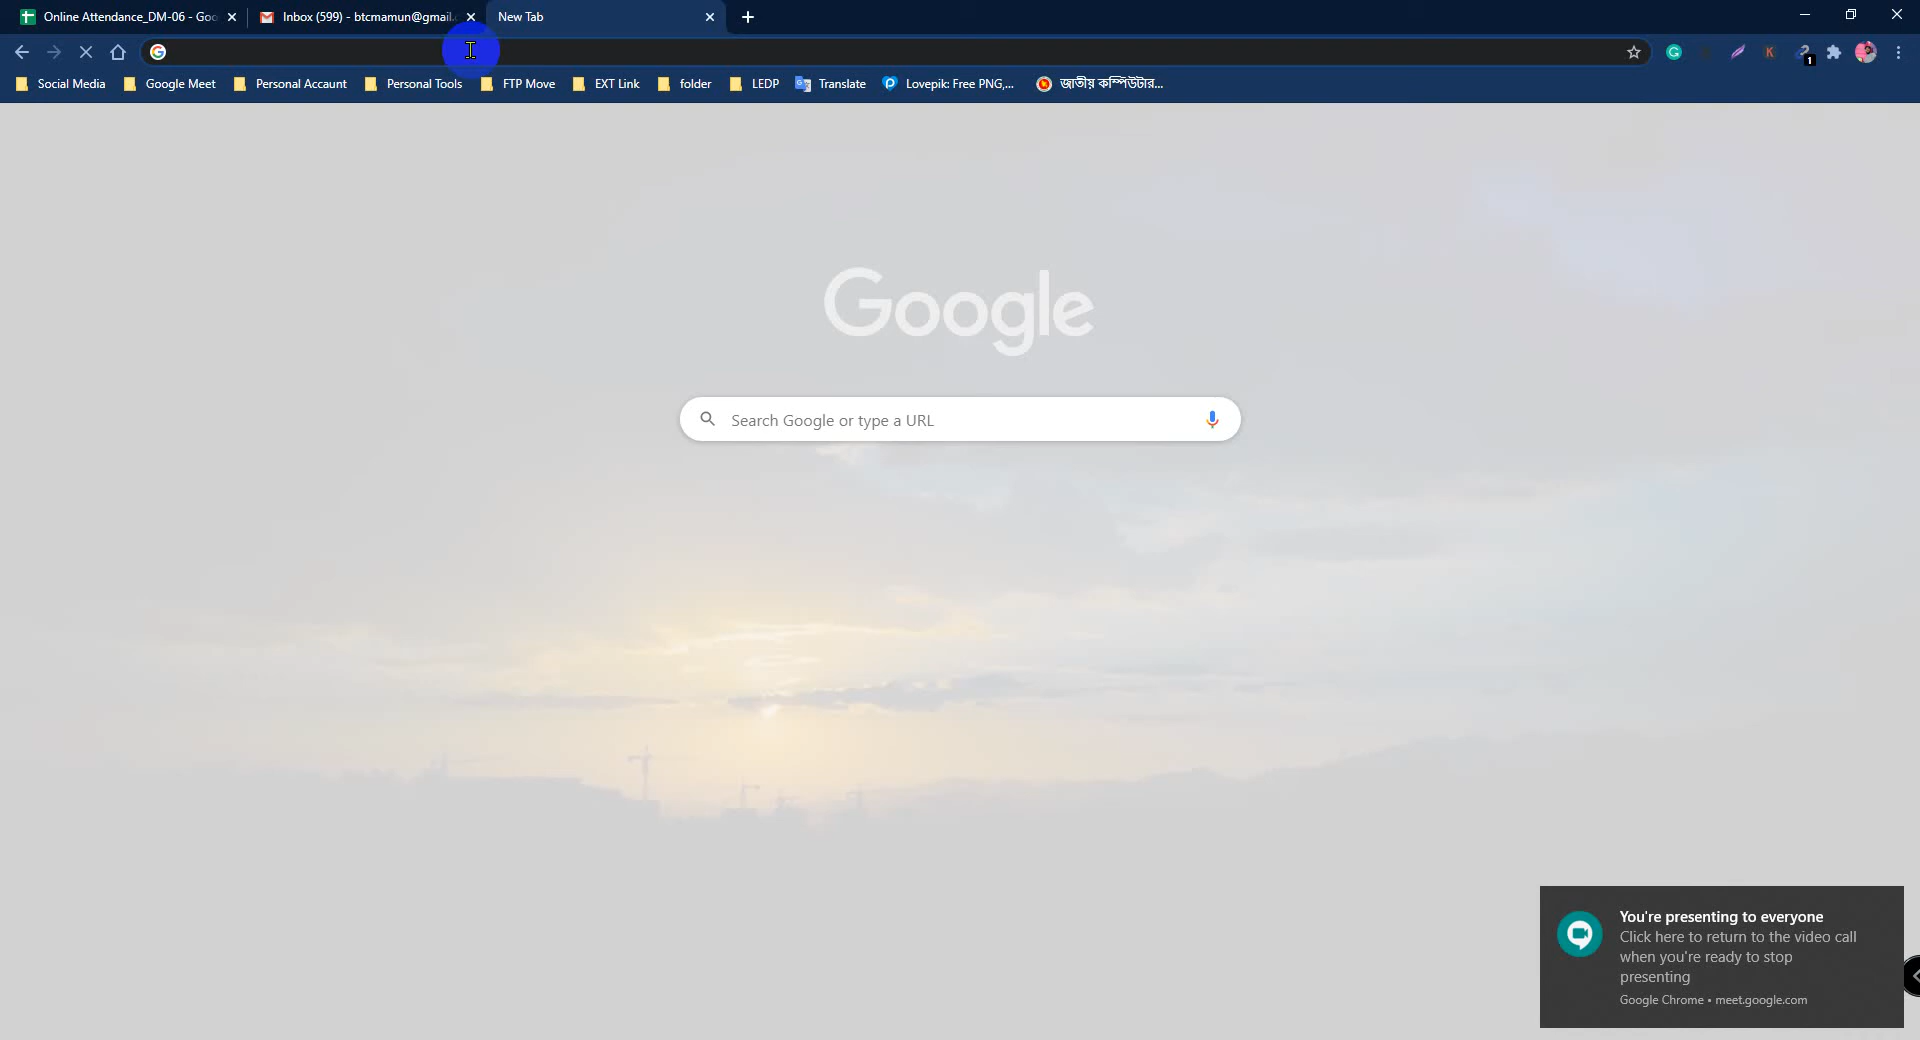 Online Attendance_DM-06 - Goo
Inbox (599) - btcmamun@gmail.c
New Tab
Social Media
Google Meet
Personal Accaunt
Personal Tools
FTP Move
EXT Link
folder
LEDP
Translate
Lovepik: Free PNG,...
জাতীয় কম্পিউটার...
K
1
Google
Search Google or type a URL
You're presenting to everyone
Click here to return to the video call
when you're ready to stop
presenting
Google Chrome • meet.google.com